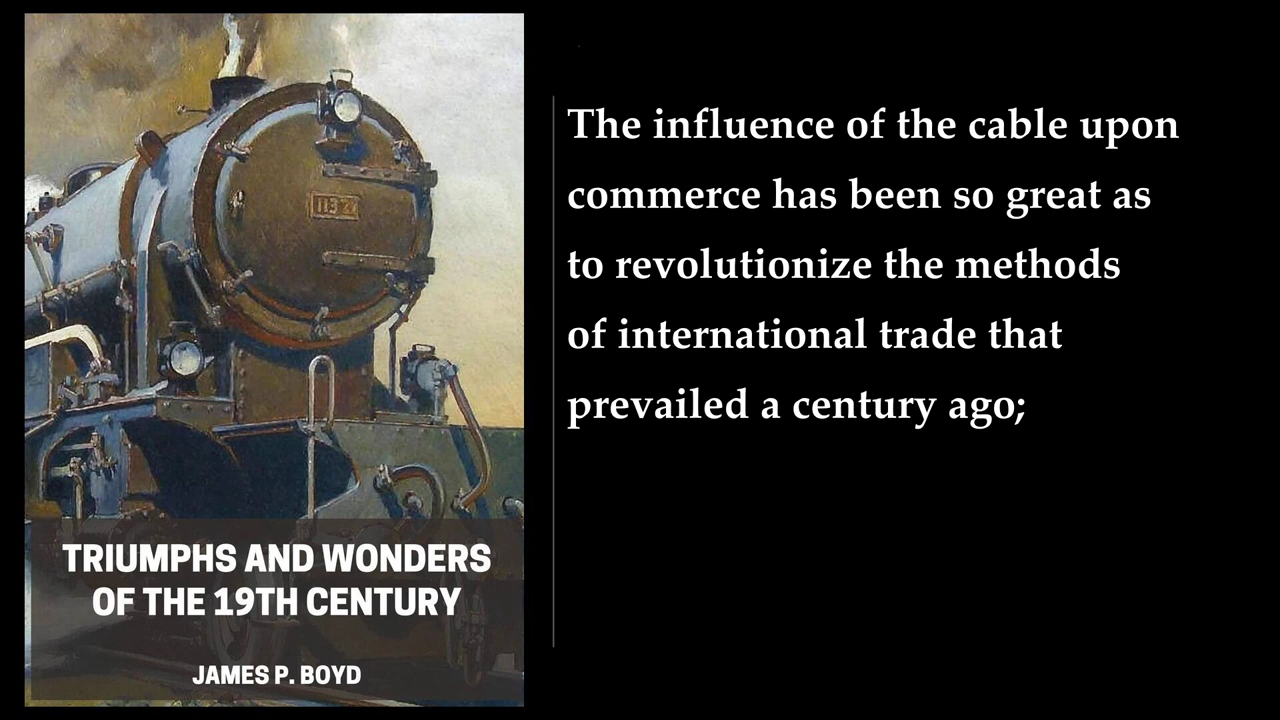 TRIUMPHS AND WONDERS
OF THE 19TH CENTURY
JAMES P. BOYD
The influence of the cable upon
commerce has been so great as
to revolutionize the methods
of international trade that
prevailed a century ago;